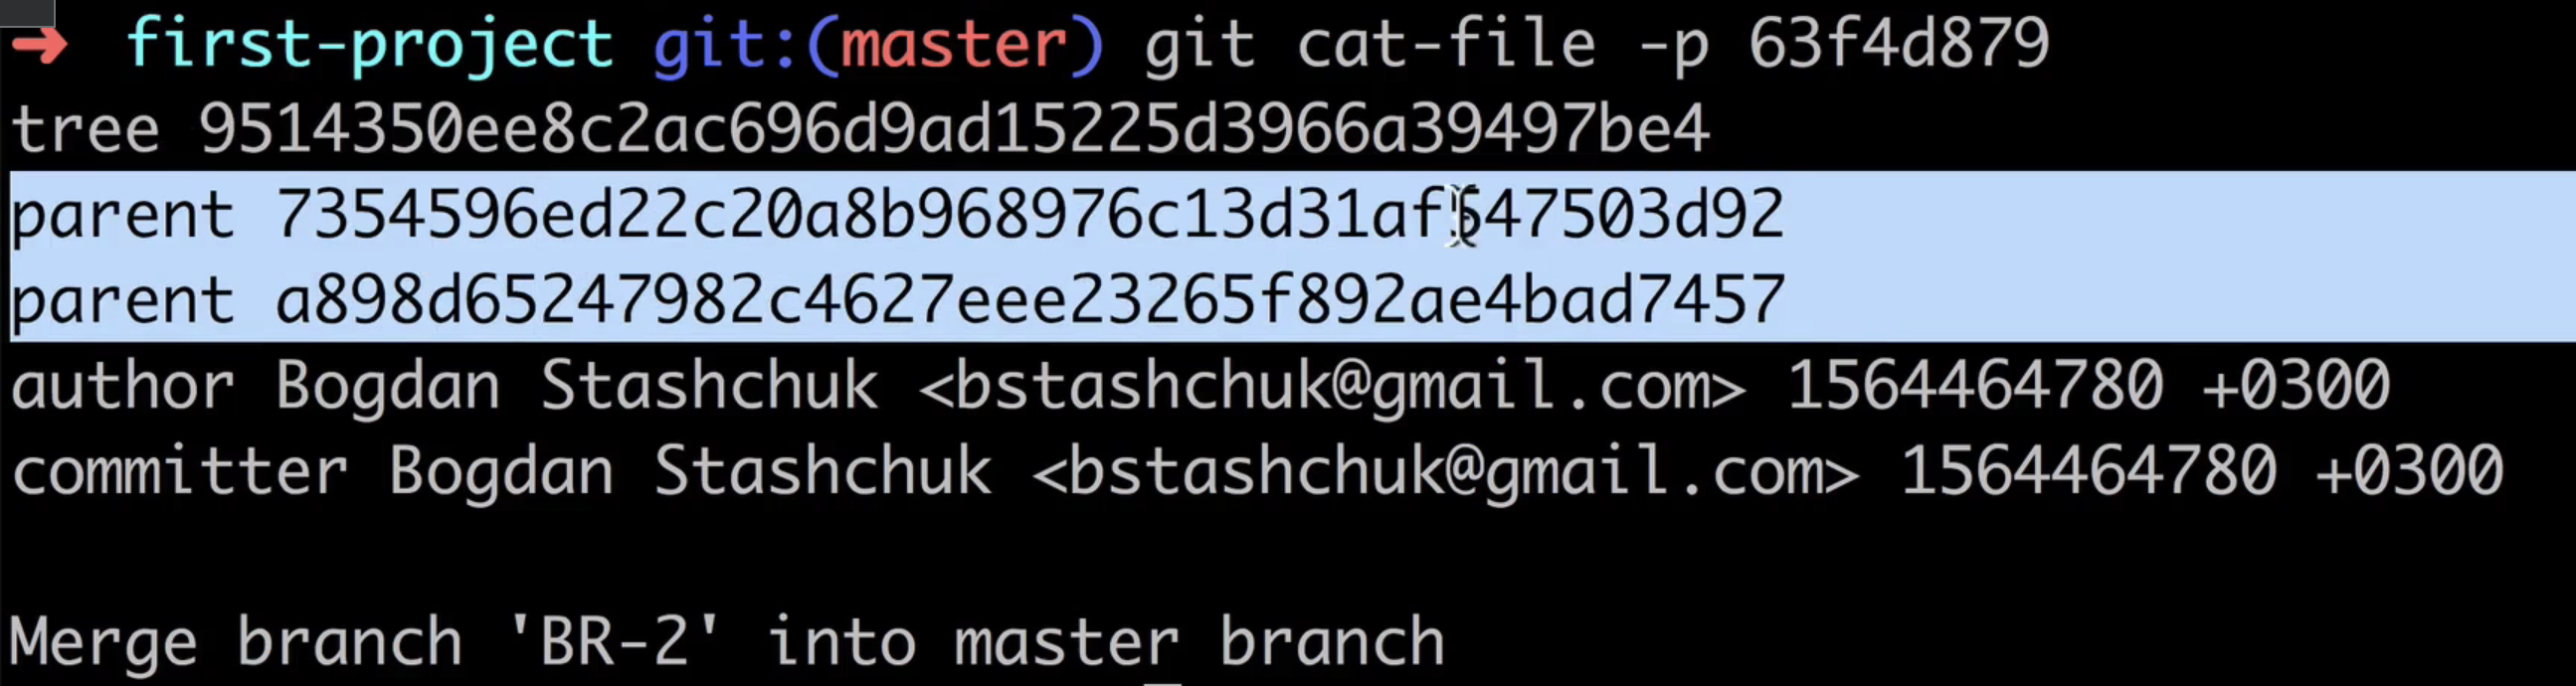 ➜ first-project git:(master) git cat-file -p 63f4d879
tree 9514350ee8c2ac696d9ad15225d3966a39497be4
parent 7354596ed22c20a8b968976c13d31af547503d92
parent a898d65247982c4627eee23265f892ae4bad7457
author Bogdan Stashchuk <bstashchuk@gmail.com> 1564464780 +0300
committer Bogdan Stashchuk <bstashchuk@gmail.com> 1564464780 +0300
Merge branch 'BR-2' into master branch